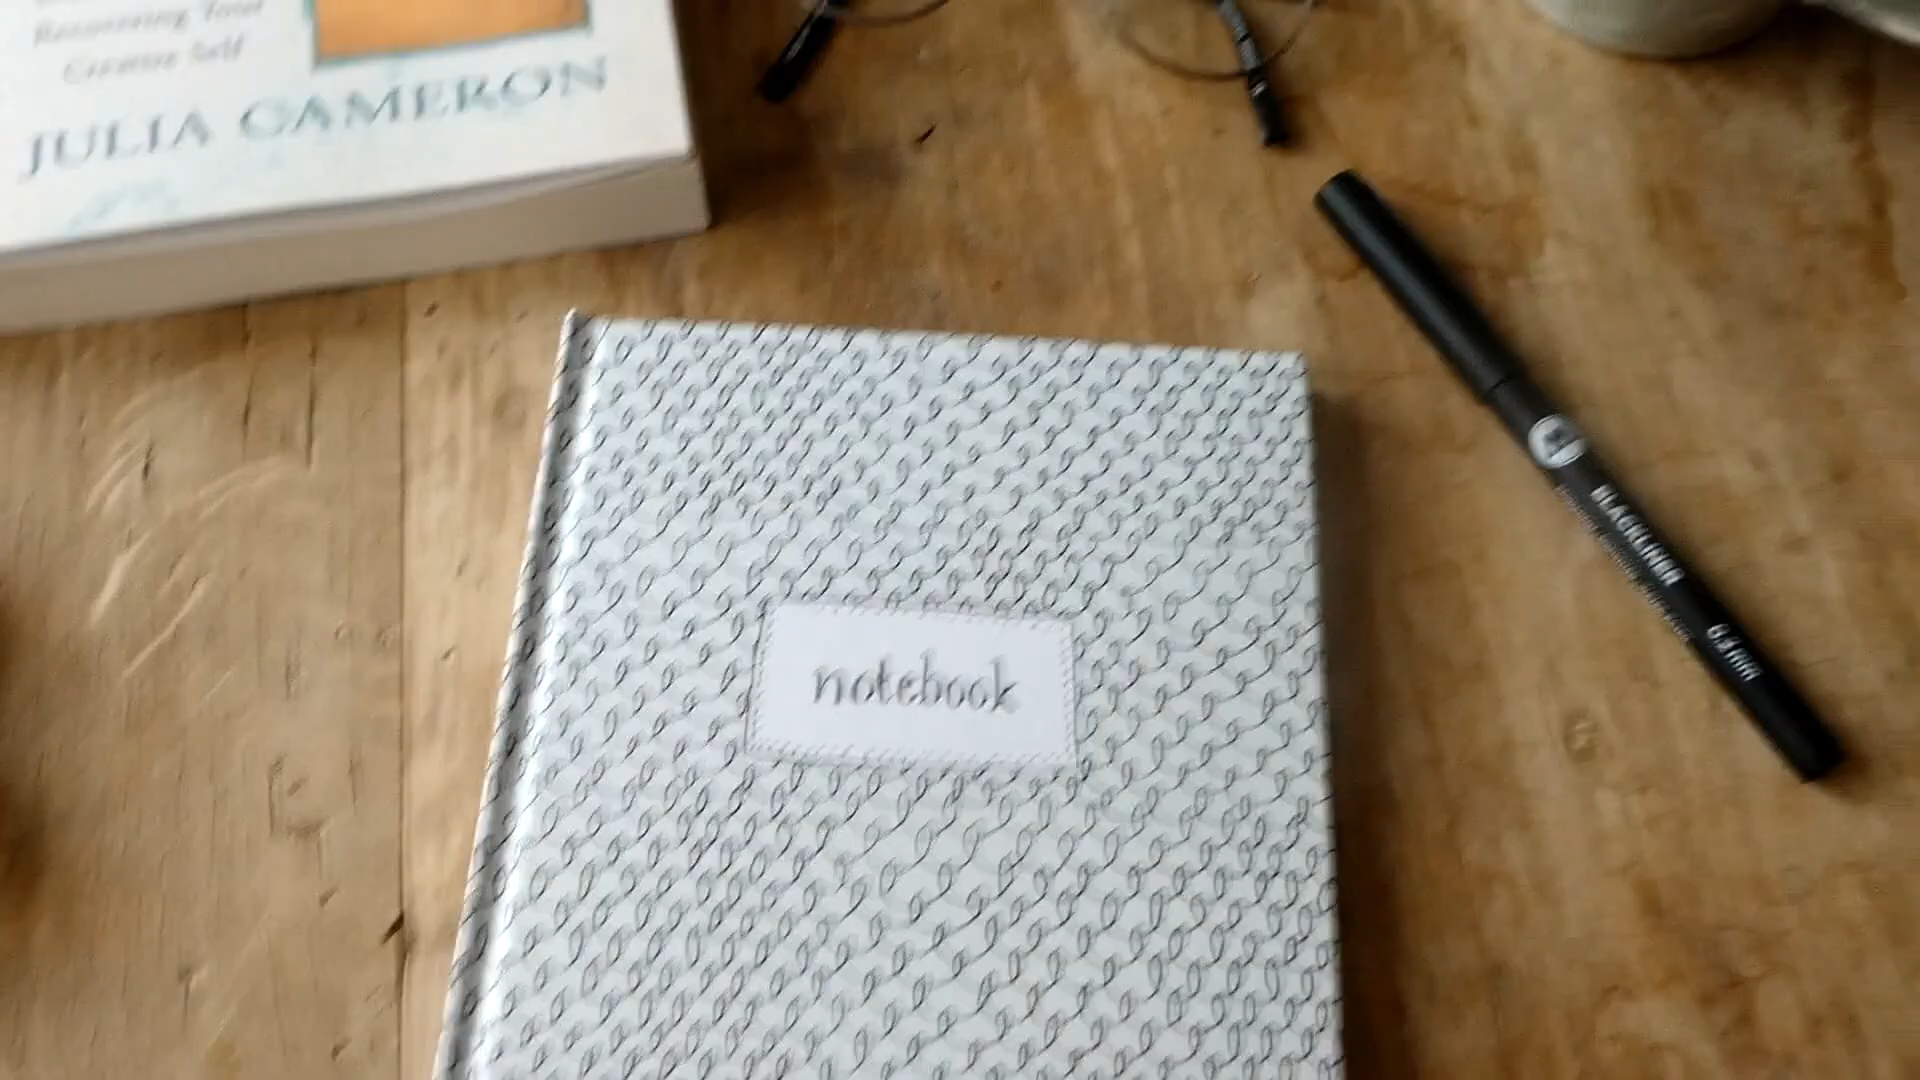 Recovering Your
Creative Self
JULIA CAMERON
notebook
BLACKLINER